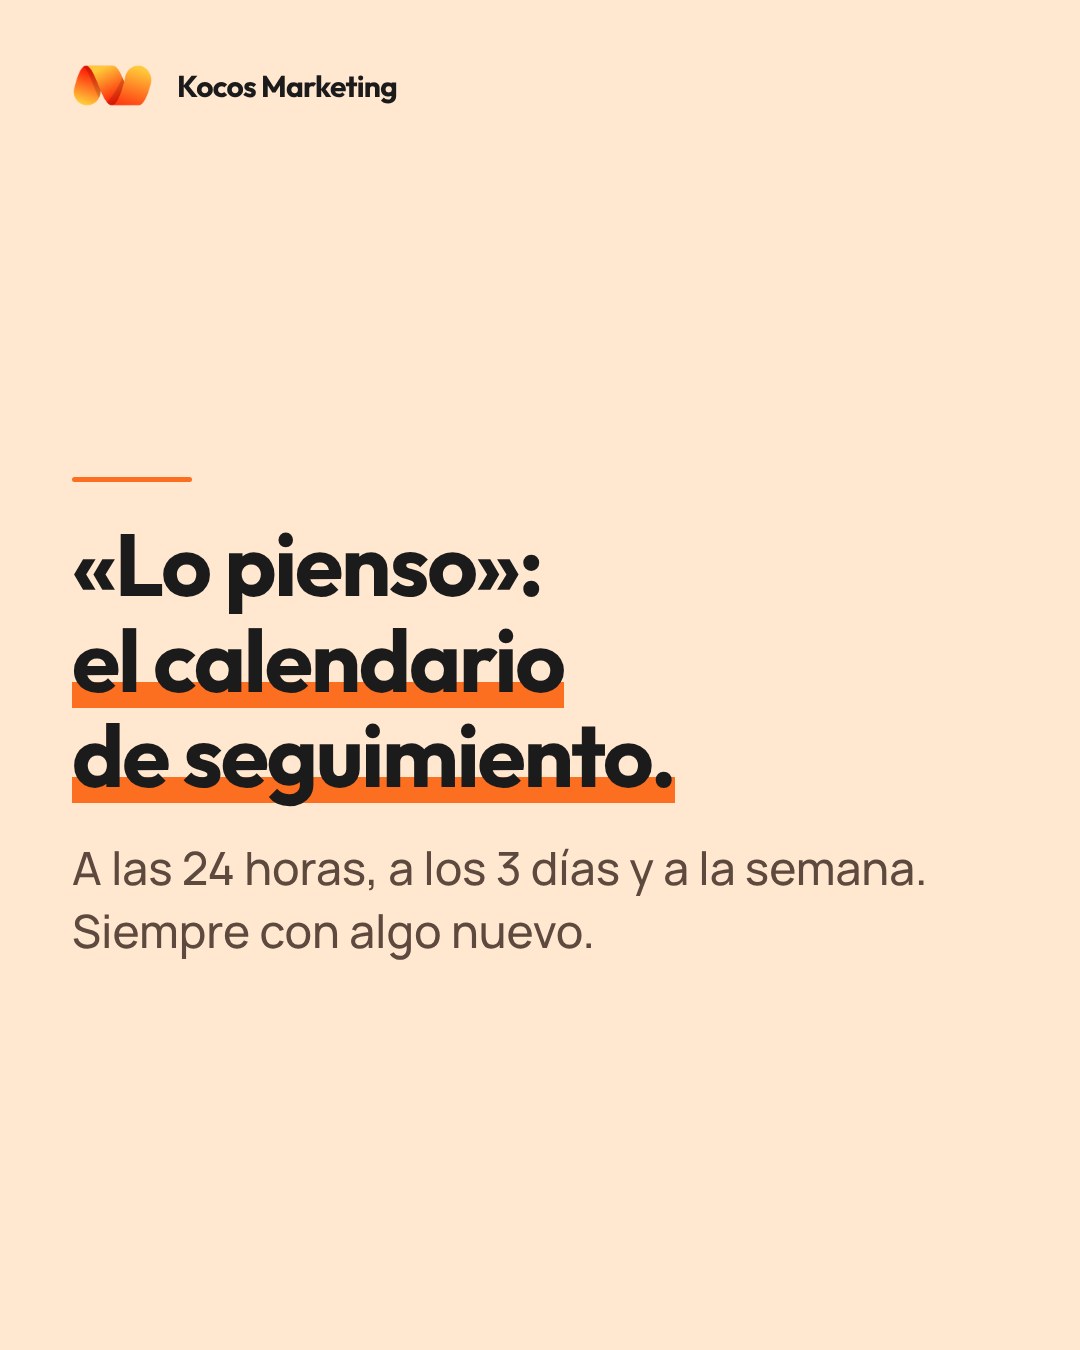 Kocos Marketing
«Lo pienso»:
el calendario
de seguimiento.
A las 24 horas, a los 3 días y a la semana.
Siempre con algo nuevo.